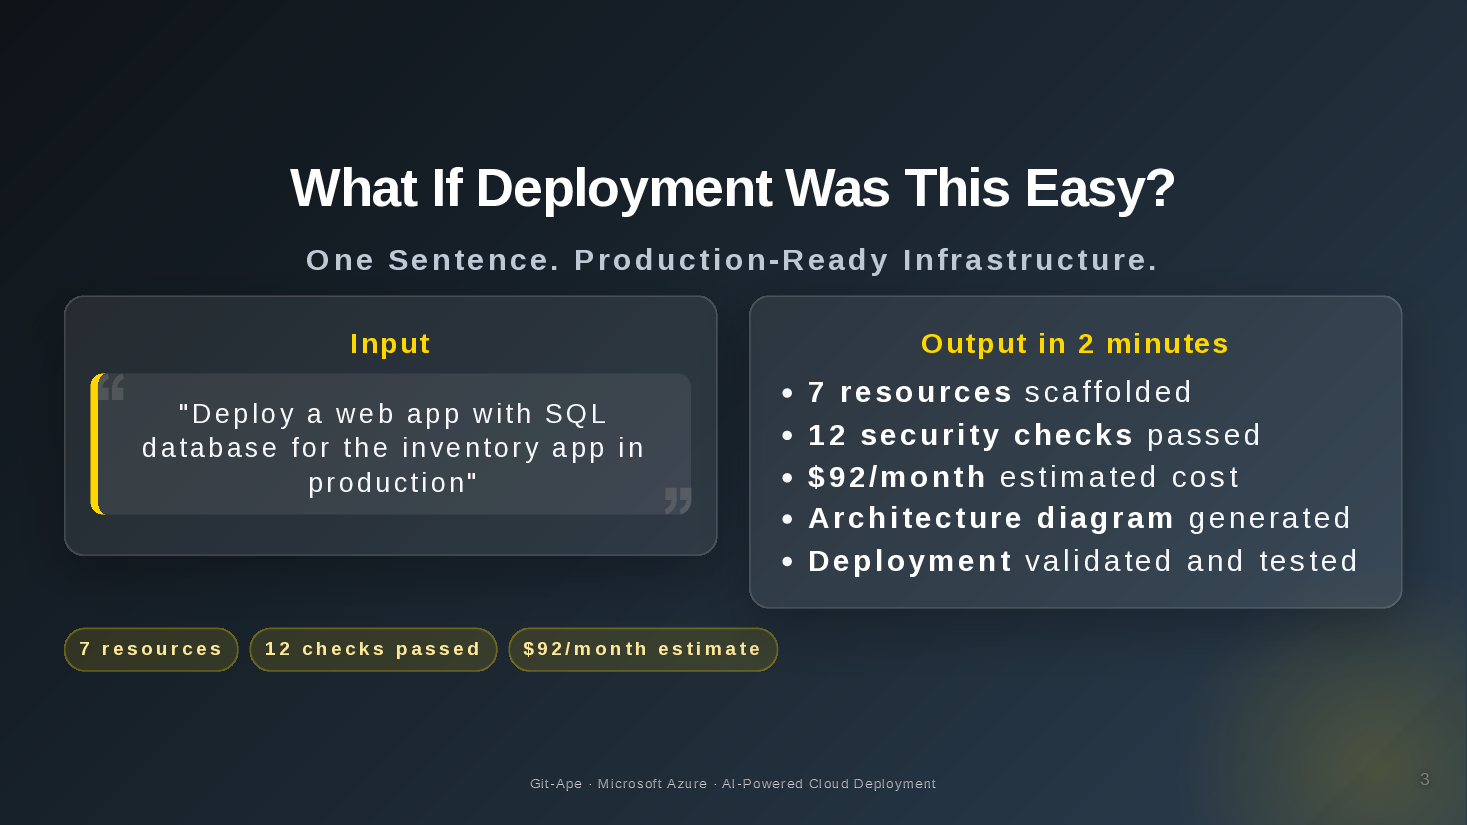 What If Deployment Was This Easy?
One Sentence. Production-Ready Infrastructure.
Input
"Deploy a web app with SQL
database for the inventory app in
production"
Output in 2 minutes
• 7 resources scaffolded
• 12 security checks passed
• $92/month estimated cost
• Architecture diagram generated
• Deployment validated and tested
7 resources
12 checks passed
$92/month estimate
Git-Ape · Microsoft Azure · AI-Powered Cloud Deployment
3